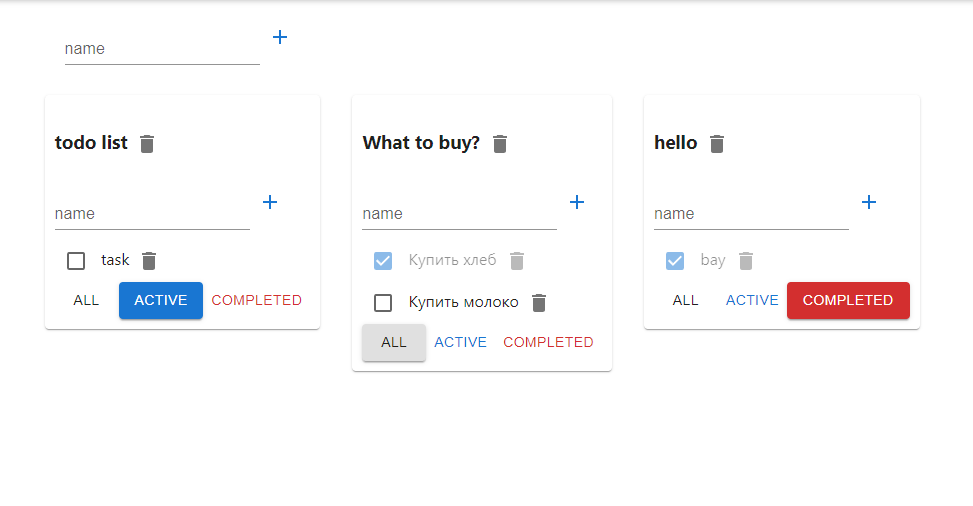 name
todo list
name
task
ALL ACTIVE COMPLETED
What to buy?
name
Купить хлеб
Купить молоко
ALL ACTIVE COMPLETED
hello
name
bay
ALL ACTIVE COMPLETED